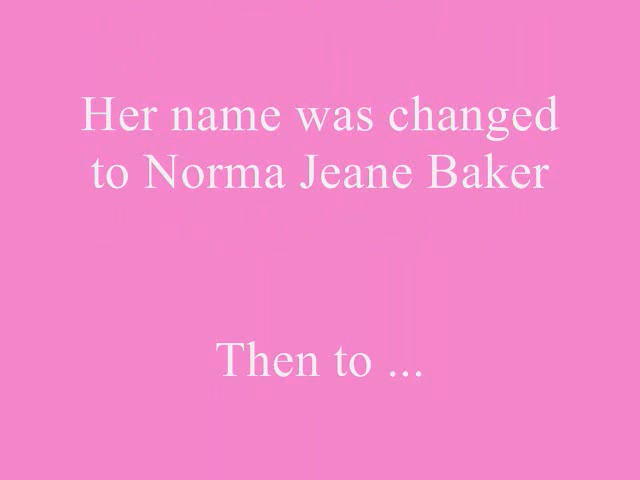 Her name was changed
to Norma Jeane Baker
Then to ...